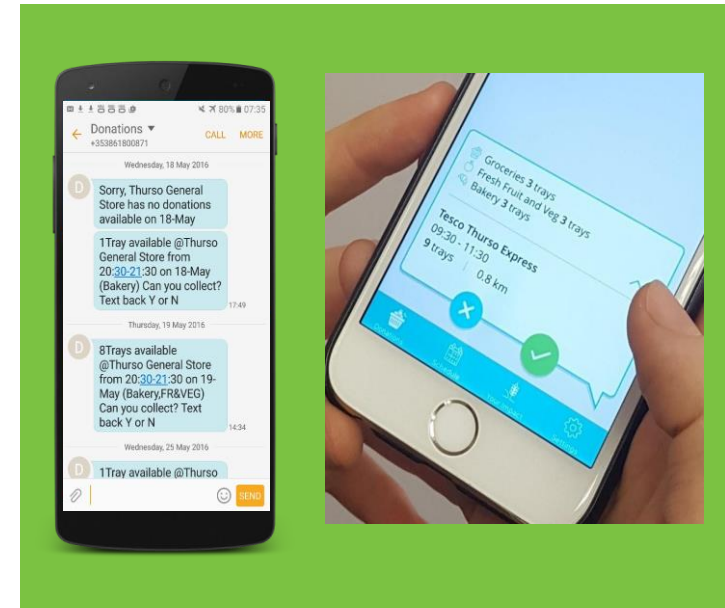 80% 07:35
Donations
+353861800871
CALL MORE
Wednesday, 18 May 2016
D
Sorry, Thurso General
Store has no donations
available on 18-May
1Tray available @Thurso
General Store from
20:30-21:30 on 18-May
(Bakery) Can you collect?
Text back Y or N
17:49
Thursday, 19 May 2016
D
8Trays available
@Thurso General Store
from 20:30-21:30 on 19-
May (Bakery,FR&VEG)
Can you collect? Text
back Y or N
14:34
Wednesday, 25 May 2016
D
1Tray available @Thurso
SEND
Groceries 3 trays
Fresh Fruit and Veg 3 trays
Bakery 3 trays
Tesco Thurso Express
09:30 - 11:30
9 trays | 0.8 km
Donations
Schedule
Your Impact
Settings